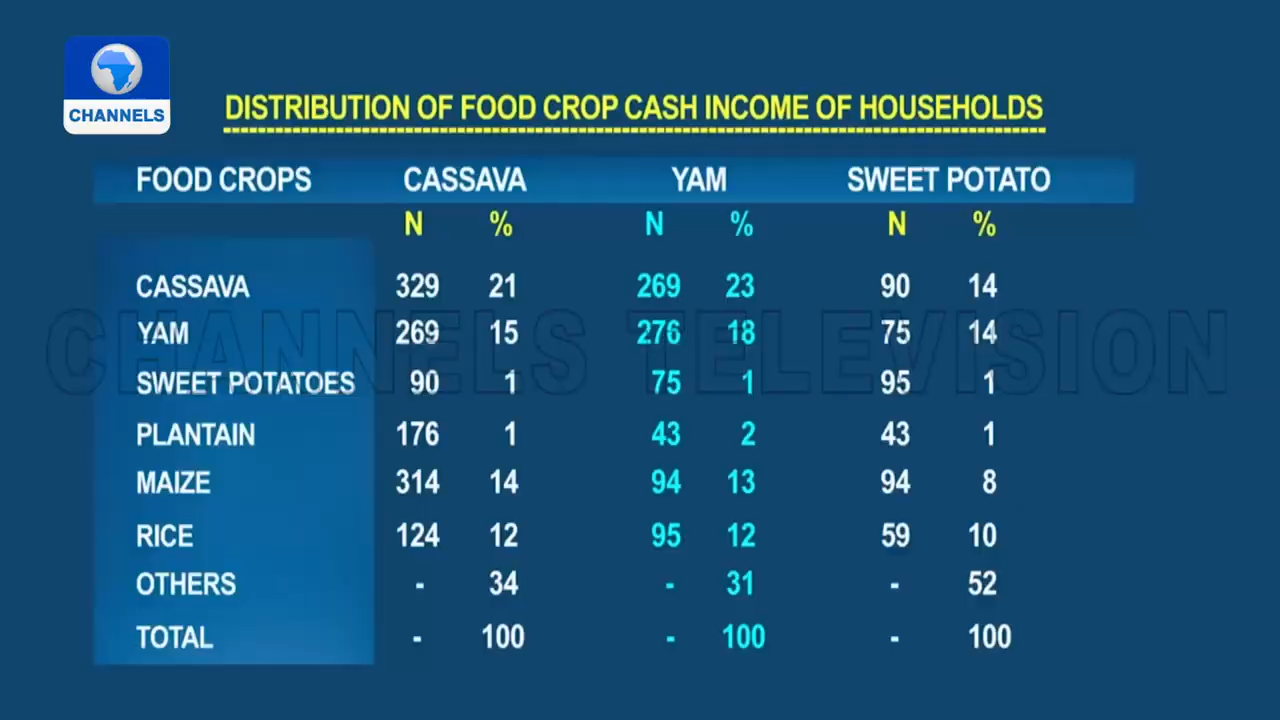 CHANNELS
DISTRIBUTION OF FOOD CROP CASH INCOME OF HOUSEHOLDS
FOOD CROPS CASSAVA YAM SWEET POTATO
N % N % N %
CASSAVA 329 21 269 23 90 14
YAM 269 15 276 18 75 14
CHANNELS TELEVISION
SWEET POTATOES 90 1 75 1 95 1
PLANTAIN 176 1 43 2 43 1
MAIZE 314 14 94 13 94 8
RICE 124 12 95 12 59 10
OTHERS - 34 - 31 - 52
TOTAL - 100 - 100 - 100